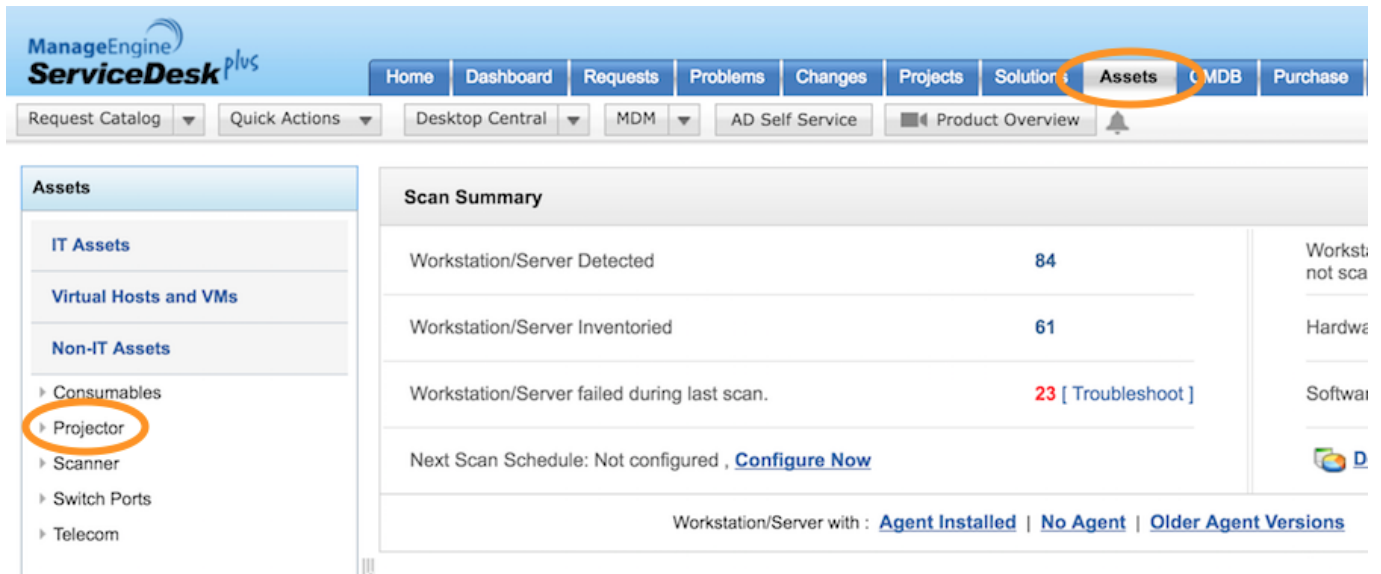 ManageEngine
ServiceDesk plus
Home Dashboard Requests Problems Changes Projects Solutions Assets CMDB Purchase
Request Catalog Quick Actions Desktop Central MDM AD Self Service Product Overview
Assets
IT Assets
Virtual Hosts and VMs
Non-IT Assets
Consumables
Projector
Scanner
Switch Ports
Telecom
Scan Summary
Workstation/Server Detected 84
Workstation/Server Inventoried 61
Workstation/Server failed during last scan. 23 [ Troubleshoot ]
Next Scan Schedule: Not configured , Configure Now
Workstation/Server with : Agent Installed | No Agent | Older Agent Versions
not